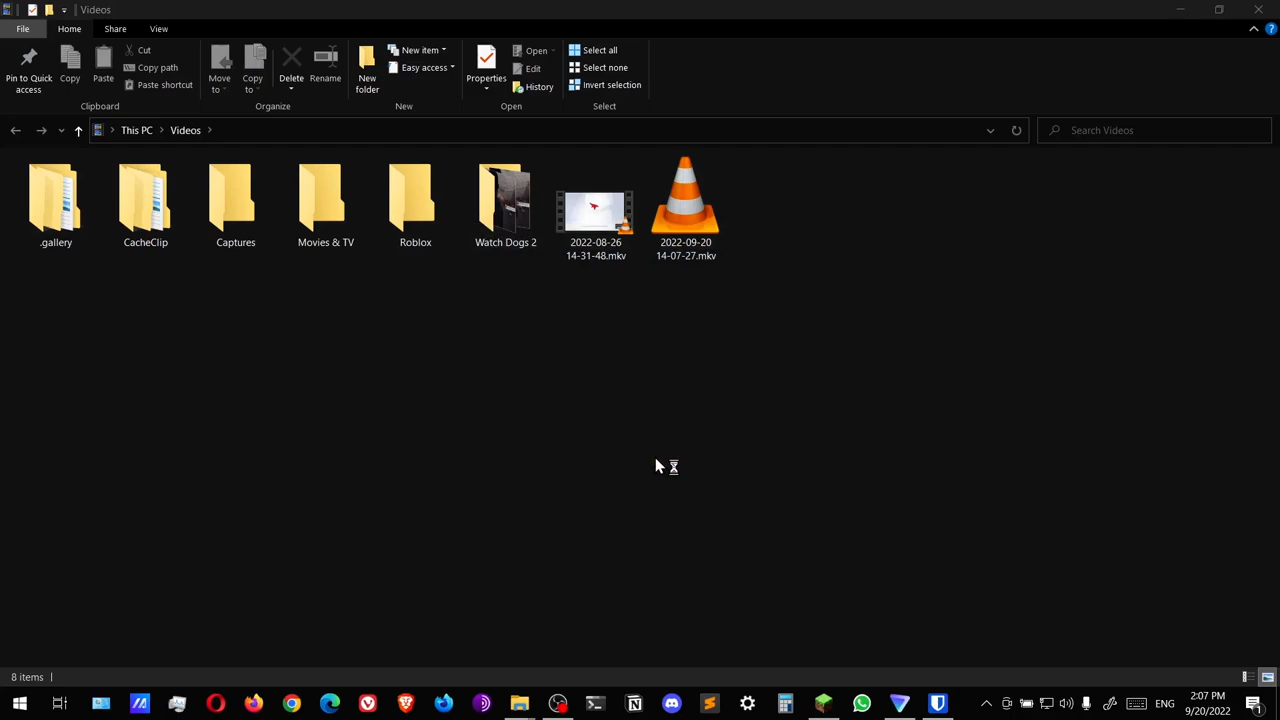 Videos
File
Home
Share
View
Pin to Quick
access
Copy
Paste
Cut
Copy path
Paste shortcut
Clipboard
Move
to
Copy
to
Delete
Rename
Organize
New
folder
New item
Easy access
New
Properties
Open
Edit
History
Open
Select all
Select none
Invert selection
Select
This PC
Videos
Search Videos
.gallery
CacheClip
Captures
Movies & TV
Roblox
Watch Dogs 2
2022-08-26
14-31-48.mkv
2022-09-20
14-07-27.mkv
8 items
ENG
2:07 PM
9/20/2022
1